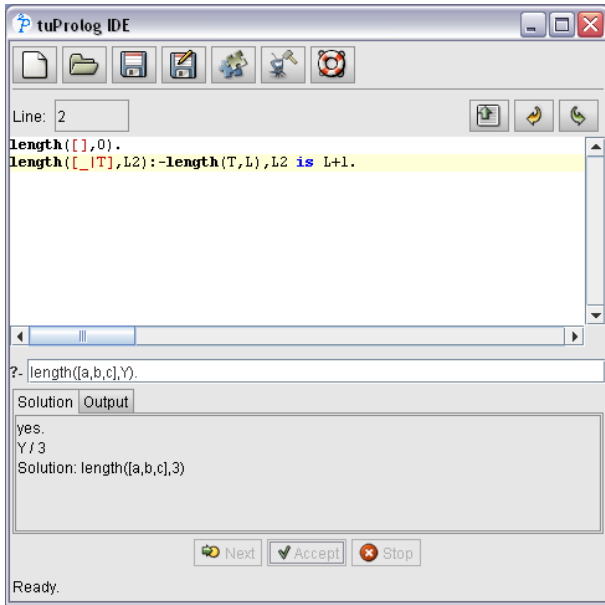 tuProlog IDE
Line: 2
length([],0).
length([_|T],L2):-length(T,L),L2 is L+1.
?- length([a,b,c],Y).
Solution Output
yes.
Y / 3
Solution: length([a,b,c],3)
Next Accept Stop
Ready.